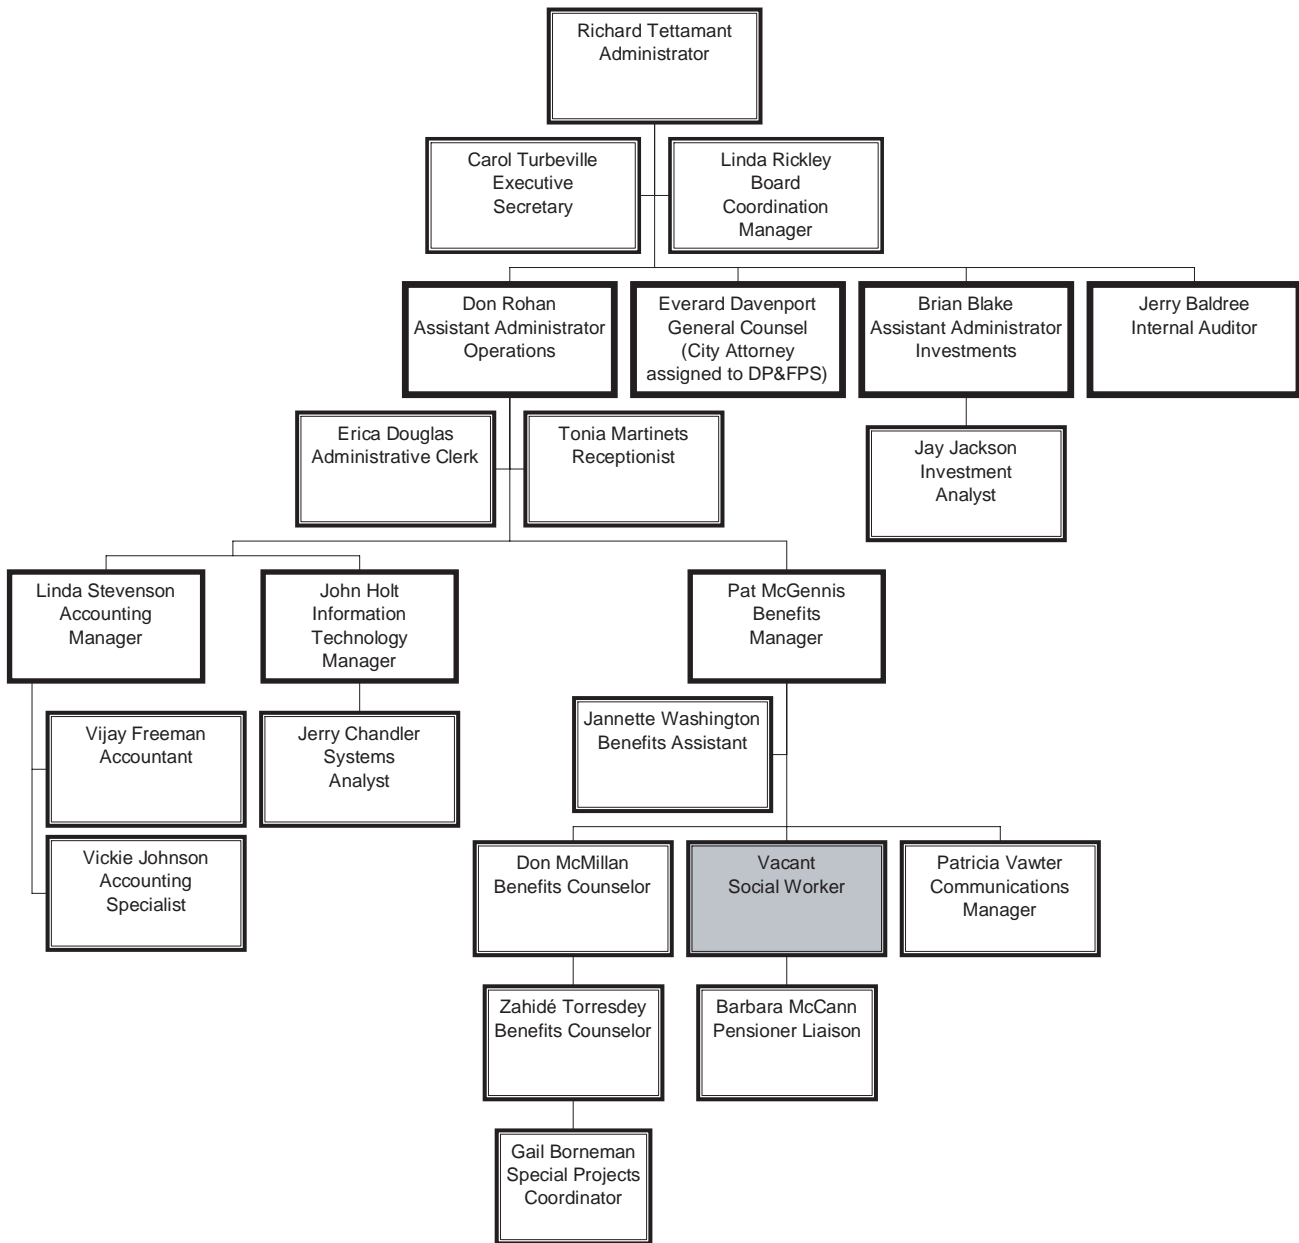 Richard Tettamant
Administrator
Carol Turbeville
Executive
Secretary
Linda Rickley
Board
Coordination
Manager
Don Rohan
Assistant Administrator
Operations
Everard Davenport
General Counsel
(City Attorney
assigned to DP&FPS)
Brian Blake
Assistant Administrator
Investments
Jerry Baldree
Internal Auditor
Erica Douglas
Administrative Clerk
Tonia Martinets
Receptionist
Jay Jackson
Investment
Analyst
Linda Stevenson
Accounting
Manager
John Holt
Information
Technology
Manager
Pat McGennis
Benefits
Manager
Vijay Freeman
Accountant
Jerry Chandler
Systems
Analyst
Jannette Washington
Benefits Assistant
Vickie Johnson
Accounting
Specialist
Don McMillan
Benefits Counselor
Vacant
Social Worker
Patricia Vawter
Communications
Manager
Zahidé Torresdey
Benefits Counselor
Barbara McCann
Pensioner Liaison
Gail Borneman
Special Projects
Coordinator